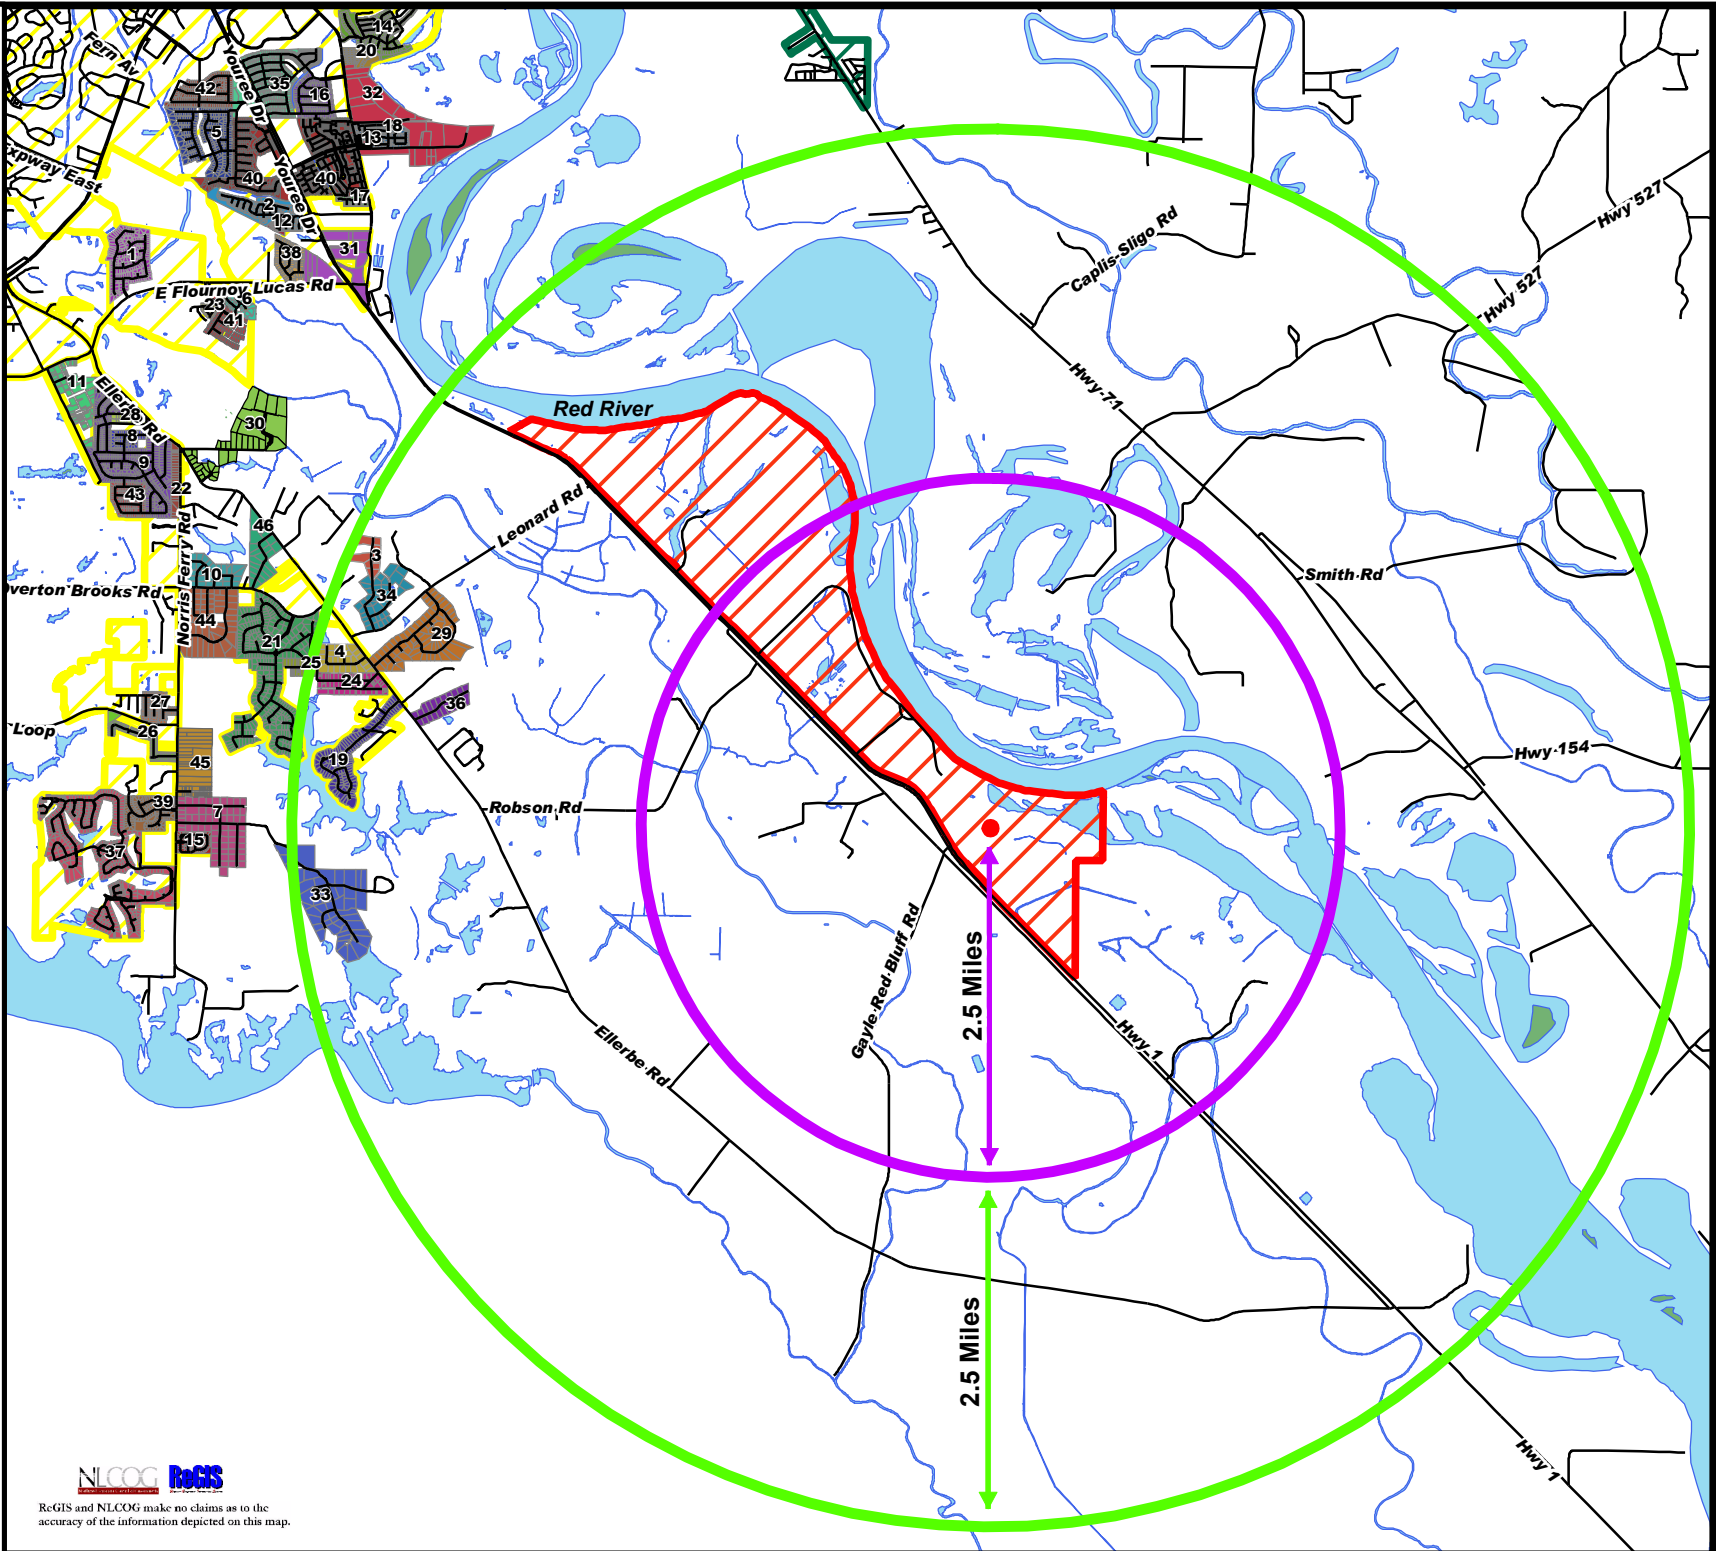 14
20
Fern Av
Youree Dr
42
35
16
32
5
18
13
Expway East
Youree Dr
40
40
17
2
12
Hwy 527
1
38
31
Caplis-Sligo Rd
E Flournoy Lucas Rd
23
6
41
Hwy 527
11
Ellerbe Rd
28
8
30
Red River
Hwy-71
9
43
22
Norris Ferry Rd
46
Leonard Rd
3
10
Overton Brooks Rd
34
Smith Rd
44
21
29
4
25
24
27
36
26
Loop
45
19
Hwy 154
39
7
Robson Rd
15
37
33
Gayle-Red-Bluff Rd
2.5 Miles
Ellerbe Rd
Hwy 1
2.5 Miles
Hwy 1
NLCOG
ReGIS
ReGIS and NLCOG make no claims as to the
accuracy of the information depicted on this map.